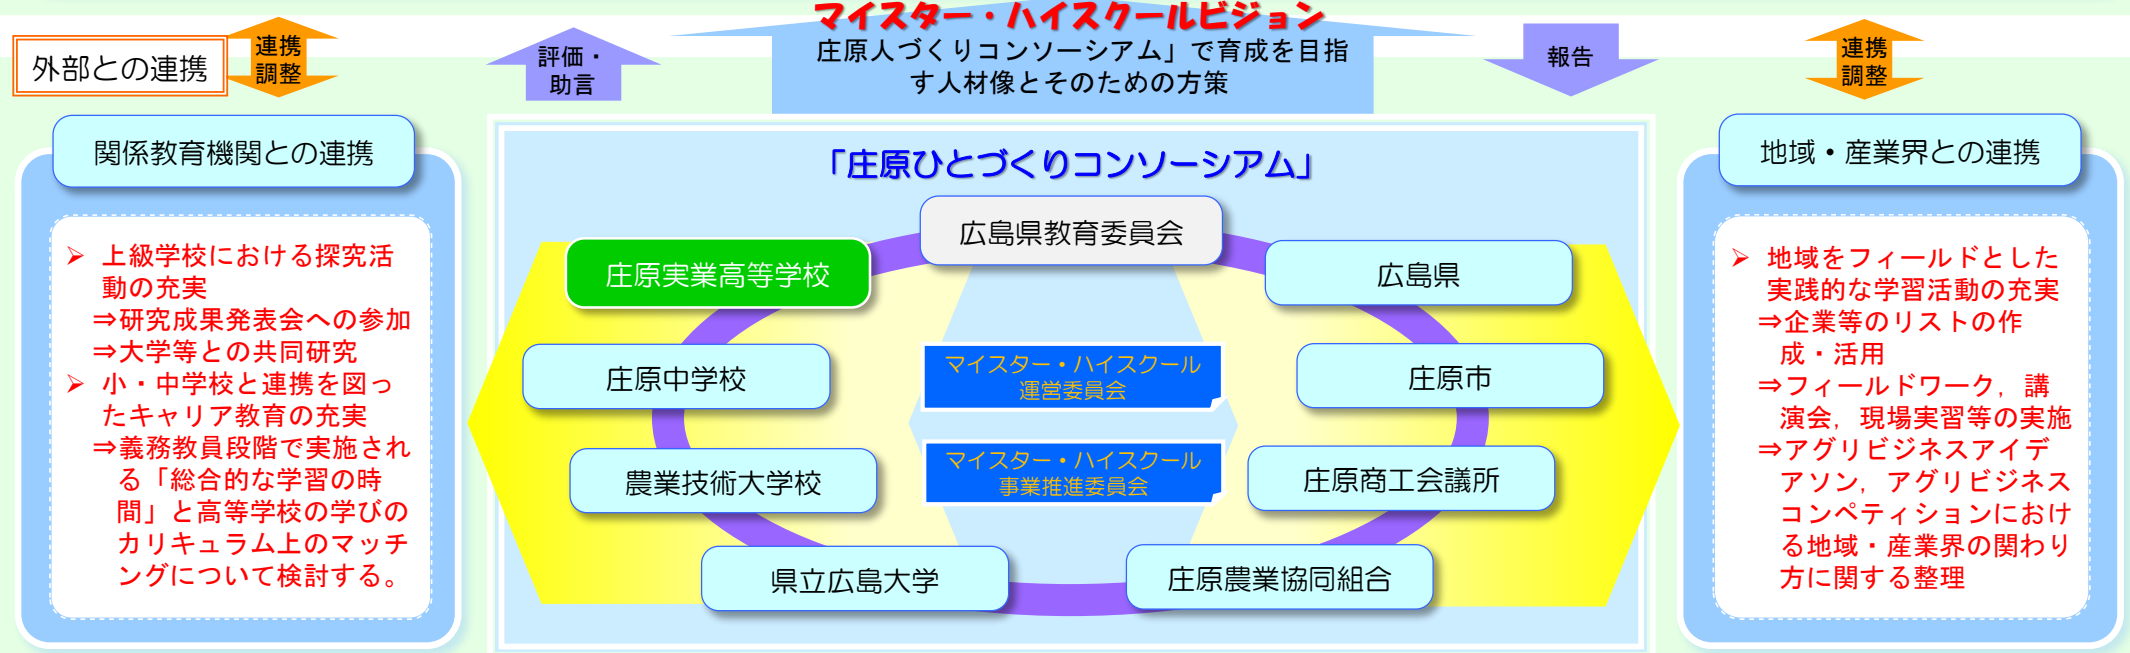 マイスター・ハイスクールビジョン
庄原人づくりコンソーシアム」で育成を目指
す人材像とそのための方策
外部との連携
連携
調整
評価・
助言
報告
連携
調整
関係教育機関との連携
➢ 上級学校における探究活
動の充実
⇒研究成果発表会への参加
⇒大学等との共同研究
➢ 小・中学校と連携を図っ
たキャリア教育の充実
⇒義務教員段階で実施され
る「総合的な学習の時
間」と高等学校の学びの
カリキュラム上のマッチ
ングについて検討する。
「庄原ひとづくりコンソーシアム」
広島県教育委員会
庄原実業高等学校
広島県
庄原中学校
マイスター・ハイスクール
運営委員会
庄原市
農業技術大学校
マイスター・ハイスクール
事業推進委員会
庄原商工会議所
県立広島大学
庄原農業協同組合
地域・産業界との連携
➢ 地域をフィールドとした
実践的な学習活動の充実
⇒企業等のリストの作
成・活用
⇒フィールドワーク，講
演会，現場実習等の実施
⇒アグリビジネスアイデ
アソン，アグリビジネス
コンペティションにおけ
る地域・産業界の関わり
方に関する整理